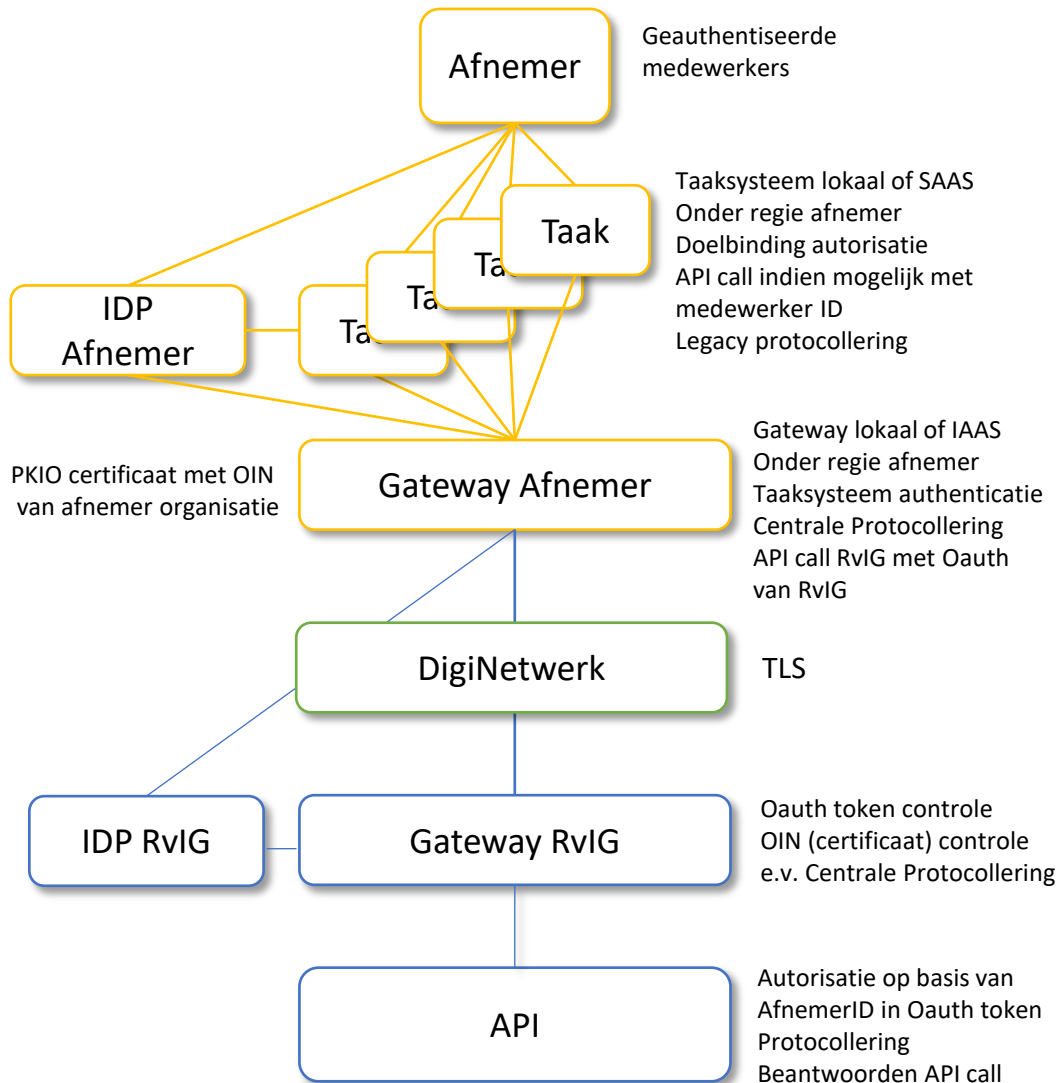 Afnemer
Geauthentiseerde
medewerkers
Taak
Ta
Ta
Ta
Taaksysteem lokaal of SAAS
Onder regie afnemer
Doelbinding autorisatie
API call indien mogelijk met
medewerker ID
Legacy protocollering
IDP
Afnemer
PKIO certificaat met OIN
van afnemer organisatie
Gateway Afnemer
Gateway lokaal of IAAS
Onder regie afnemer
Taaksysteem authenticatie
Centrale Protocollering
API call RvIG met Oauth
van RvIG
DigiNetwerk
TLS
IDP RvIG
Gateway RvIG
Oauth token controle
OIN (certificaat) controle
e.v. Centrale Protocollering
API
Autorisatie op basis van
AfnemerID in Oauth token
Protocollering
Beantwoorden API call